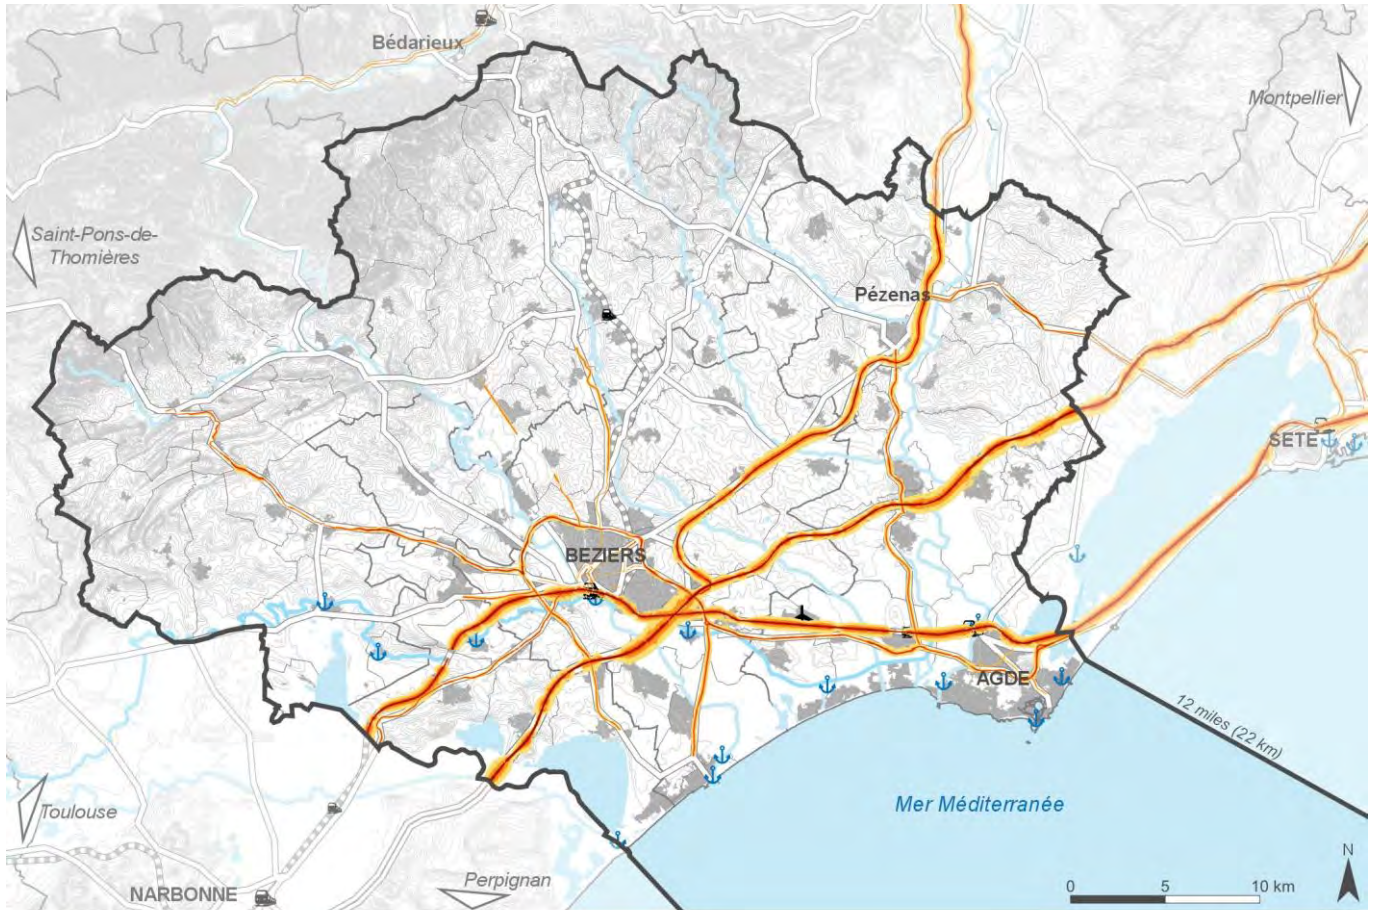 Bédarieux
Montpellier
Saint-Pons-de-
Thomières
Pézenas
SETE
BEZIERS
AGDE
12 miles (22 km)
Mer Méditerranée
Toulouse
Perpignan
NARBONNE
N
0 5 10 km